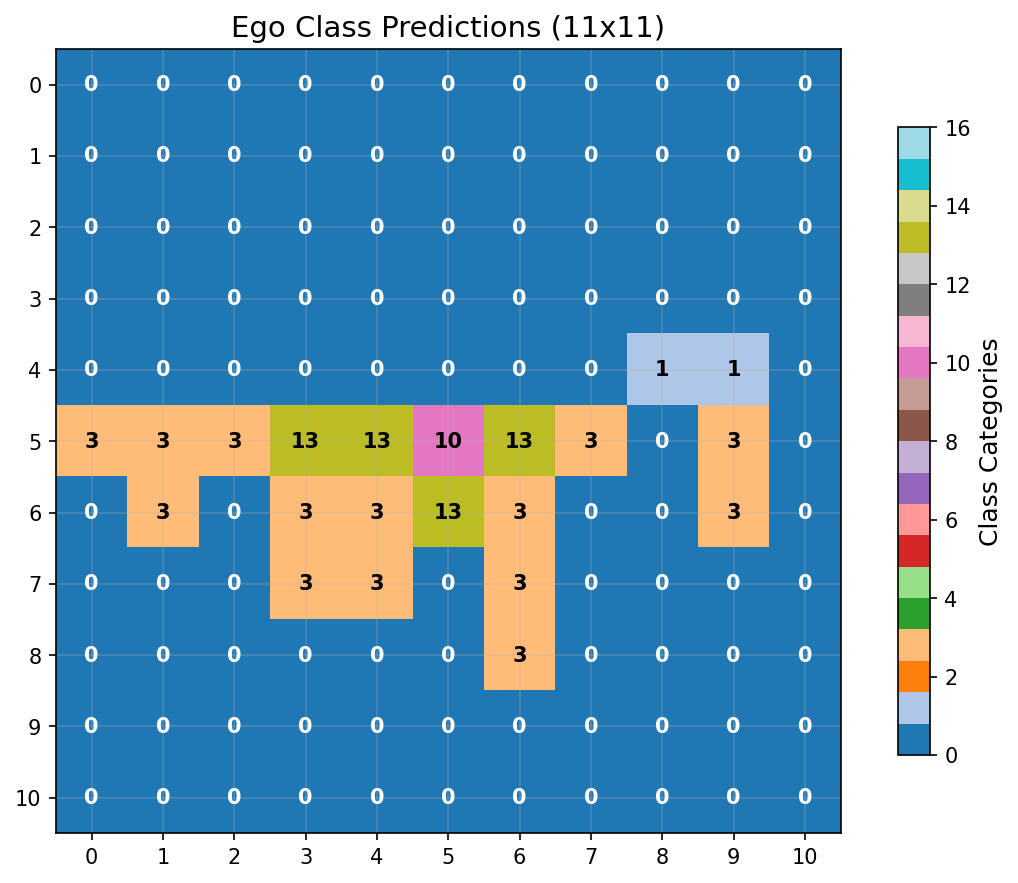 Ego Class Predictions (11x11)
0 0 0 0 0 0 0 0 0 0 0 0
1 0 0 0 0 0 0 0 0 0 0 0
2 0 0 0 0 0 0 0 0 0 0 0
3 0 0 0 0 0 0 0 0 0 0 0
4 0 0 0 0 0 0 0 0 1 1 0
5 3 3 3 13 13 10 13 3 0 3 0
6 0 3 0 3 3 13 3 0 0 3 0
7 0 0 0 3 3 0 3 0 0 0 0
8 0 0 0 0 0 0 3 0 0 0 0
9 0 0 0 0 0 0 0 0 0 0 0
10 0 0 0 0 0 0 0 0 0 0 0
0 1 2 3 4 5 6 7 8 9 10
16
14
12
10
8
6
4
2
0
Class Categories